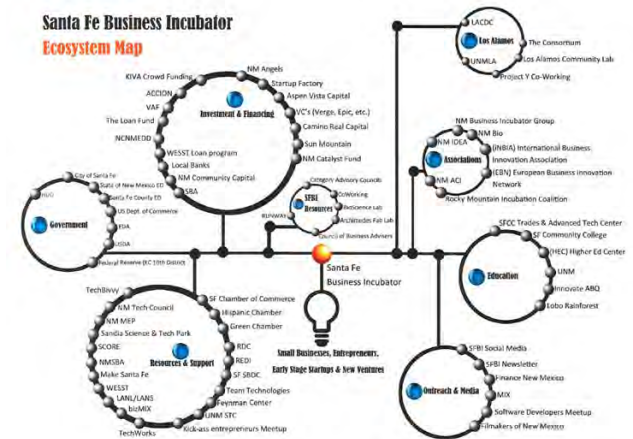 Santa Fe Business Incubator
Ecosystem Map
KIVA Crowd Funding
ACCION
VAF
The Loan Fund
NCNMEDD
WESST Loan program
Local Banks
NM Community Capital
SBA
Investment & Financing
NM Angels
Startup Factory
Aspen Vista Capital
VC's (Verge, Epic, etc.)
Camino Real Capital
Sun Mountain
NM Catalyst Fund
LACDC
Los Alamos
UNMLA
The Consortium
Los Alamos Community Lab
Project Y Co-Working
NM Business Incubator Group
NM Bio
NM IDEA
(INBIA) International Business
Innovation Association
Associations
(EBN) European Business Innovation
Network
NM ACI
Rocky Mountain Incubation Coalition
City of Santa Fe
State of New Mexico ED
Santa Fe County ED
US Dept. of Commerce
EDA
USDA
Federal Reserve (KC 10th District)
HUD
Government
Category Advisory Councils
CoWorking
BioScience Lab
Architectes Fab Lab
Council of Business Advisers
RUNWAY
SFBI
Resources
Santa Fe
Business Incubator
Small Businesses, Entrepreneurs,
Early Stage Startups & New Ventures
SFCC Trades & Advanced Tech Center
SF Community College
(HEC) Higher Ed Center
UNM
Innovate ABQ
Lobo Rainforest
Education
TechBivvy
NM Tech Council
NM MEP
Sandia Science & Tech Park
SCORE
NMSBA
Make Santa Fe
WESST
LANL/LANS
bizMIX
TechWorks
Resources & Support
SF Chamber of Commerce
Hispanic Chamber
Green Chamber
RDC
REDI
SF SBDC
Team Technologies
Feynman Center
UNM STC
Kick-ass entrepreneurs Meetup
SFBI Social Media
SFBI Newsletter
Finance New Mexico
MIX
Software Developers Meetup
Filmakers of New Mexico
Outreach & Media